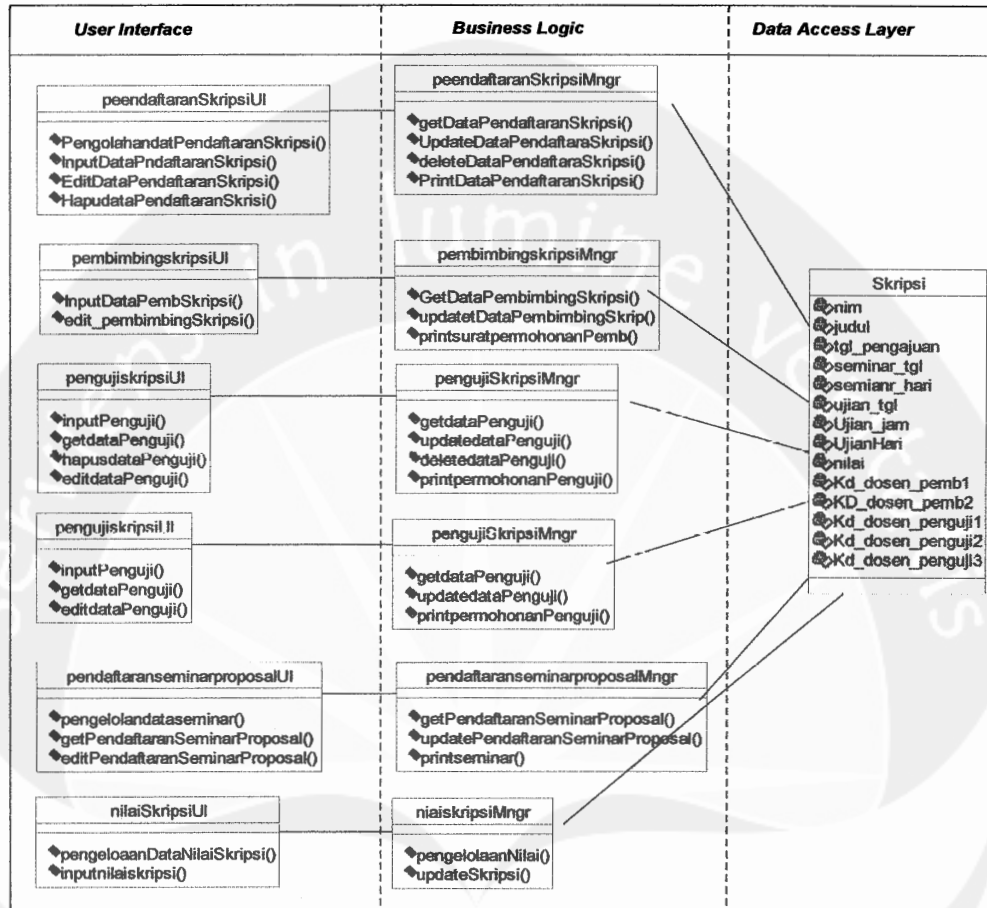 User Interface
Business Logic
Data Access Layer
peendaftaranSkripsiUI
PengolahandatPendaftaranSkripsi()
InputDataPndaftaranSkripsi()
EditDataPendaftaranSkripsi()
HapudataPendaftaranSkrisi()
peendaftaranSkripsiMngr
getDataPendaftaranSkripsi()
UpdateDataPendaftaraSkripsi()
deleteDataPendaftaraSkripsi()
PrintDataPendaftaranSkripsi()
pembimbingskripsiUI
InputDataPembSkripsi()
edit_pembimbingSkripsi()
pembimbingskripsiMngr
GetDataPembimbingSkripsi()
updatetDataPembimbingSkrip()
printsuratpermohonanPemb()
Skripsi
nim
judul
tgl_pengajuan
seminar_tgl
semianr_hari
ujian_tgl
Ujian_jam
UjianHari
nilai
Kd_dosen_pemb1
KD_dosen_pemb2
Kd_dosen_penguji1
Kd_dosen_penguji2
Kd_dosen_penguji3
pengujiskripsiUI
inputPenguji()
getdataPenguji()
hapusdataPenguji()
editdataPenguji()
pengujiSkripsiMngr
getdataPenguji()
updatedataPenguji()
deletedataPenguji()
printpermohonanPenguji()
pengujiskripsiUI
inputPenguji()
getdataPenguji()
editdataPenguji()
pengujiSkripsiMngr
getdataPenguji()
updatedataPenguji()
printpermohonanPenguji()
pendaftaranseminarproposalUI
pengelolandataseminar()
getPendaftaranSeminarProposal()
editPendaftaranSeminarProposal()
pendaftaranseminarproposalMngr
getPendaftaranSeminarProposal()
updatePendaftaranSeminarProposal()
printseminar()
nilaiSkripsiUI
pengeloaanDataNilaiSkripsi()
inputnilaiskripsi()
niaiskripsiMngr
pengelolaanNilai()
updateSkripsi()
in lumine